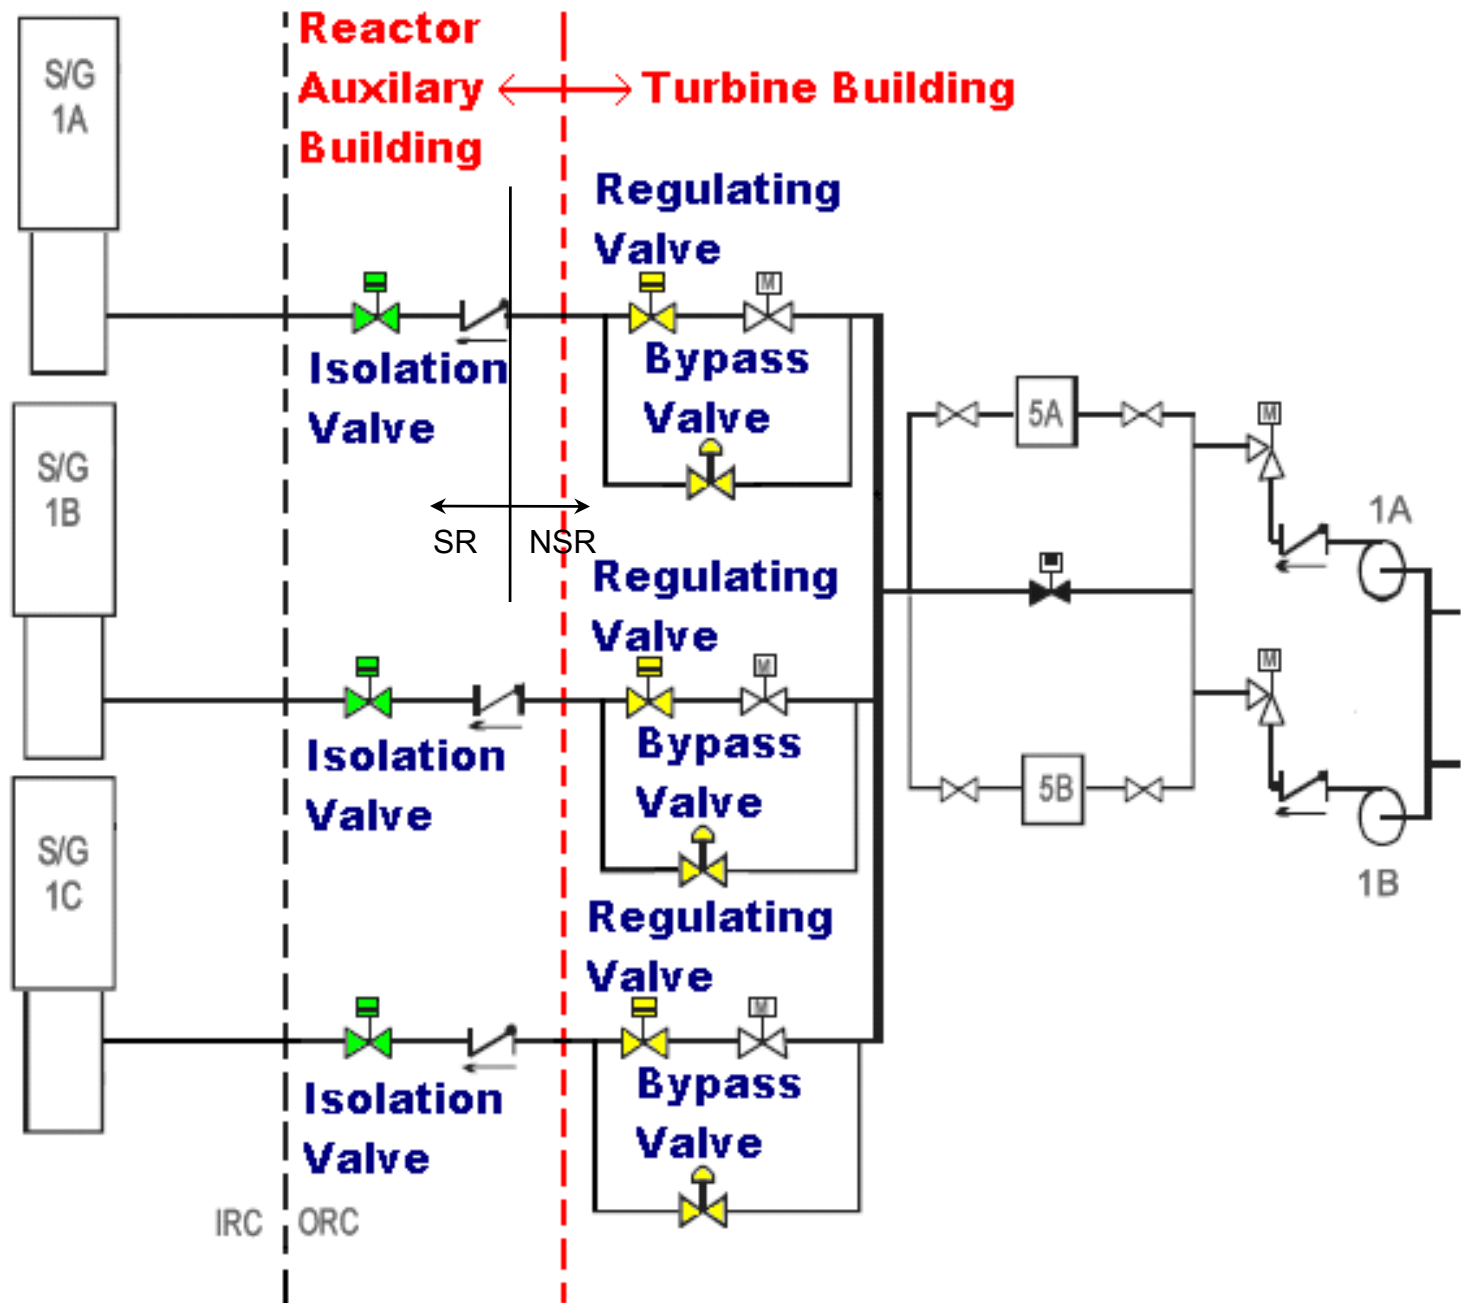 Reactor
Auxilary
Building
Turbine Building
S/G
1A
Regulating
Valve
M
Isolation
Valve
Bypass
Valve
5A
M
1A
S/G
1B
SR
NSR
Regulating
Valve
M
M
Isolation
Valve
Bypass
Valve
5B
1B
S/G
1C
Regulating
Valve
M
Isolation
Valve
Bypass
Valve
IRC
ORC